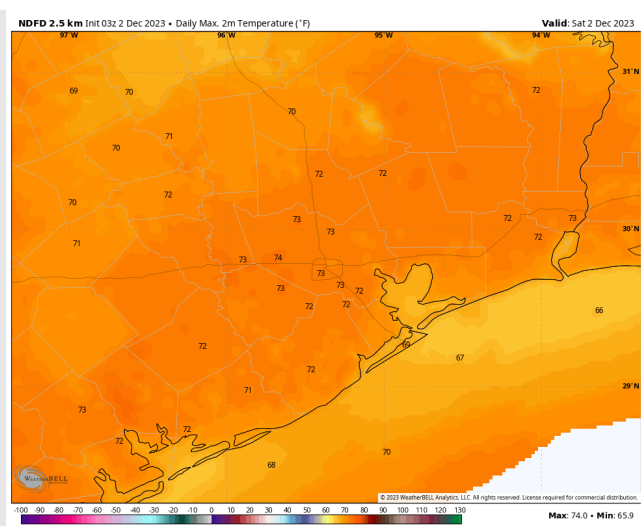 NDFD 2.5 km Init 03z 2 Dec 2023 • Daily Max. 2m Temperature (°F) Valid: Sat 2 Dec 2023
97°W 96°W 95°W 94°W
31°N
69 70 72
70
71
70
72 72
72
70
73 72 73
73 72 30°N
71
73 74
73
73 73 72
72 72
66
69
72 67
72
71 29°N
73
72
72
70
68
WEATHERBELL
© 2023 WeatherBELL Analytics, LLC. All rights reserved. License required for commercial distribution.
-100 -90 -80 -70 -60 -50 -40 -30 -20 -10 0 10 20 30 40 50 60 70 80 90 100 110 120 130
Max: 74.0 • Min: 65.9